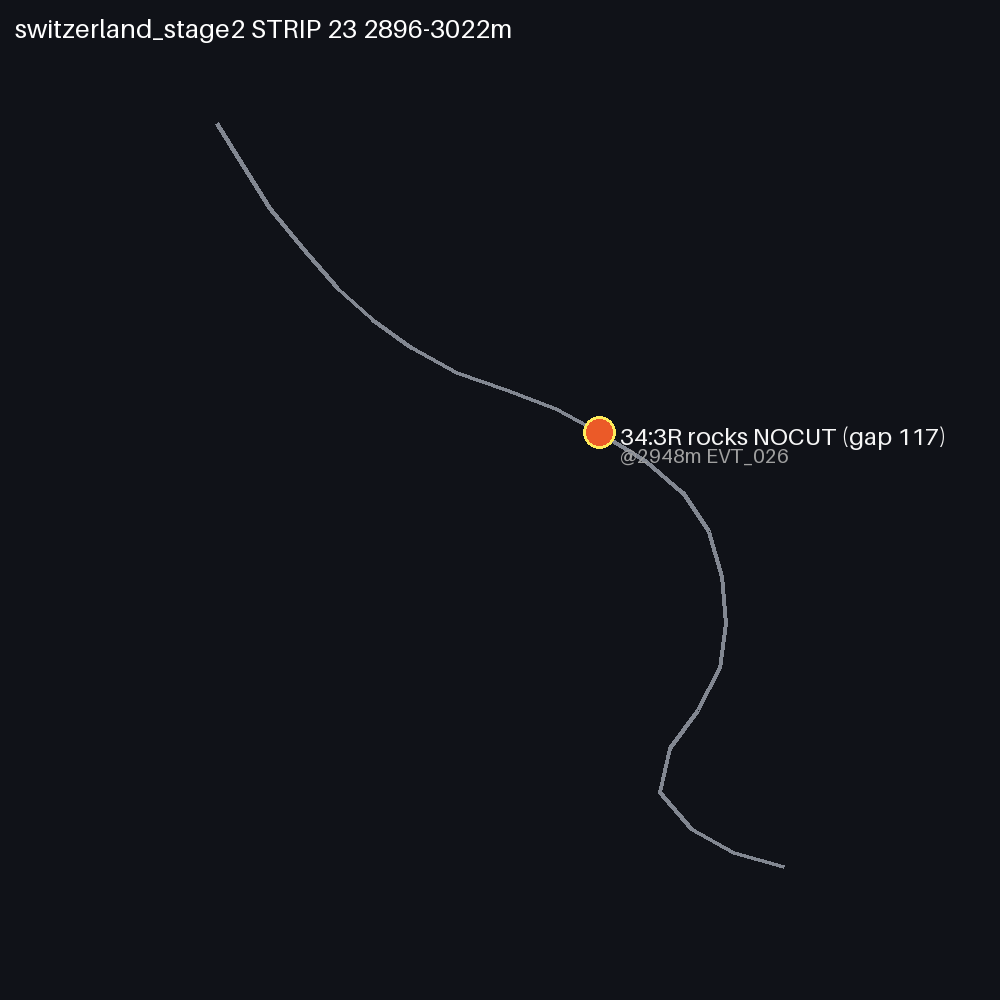 switzerland_stage2 STRIP 23 2896-3022m
34:3R rocks NOCUT (gap 117)
@2948m EVT_026